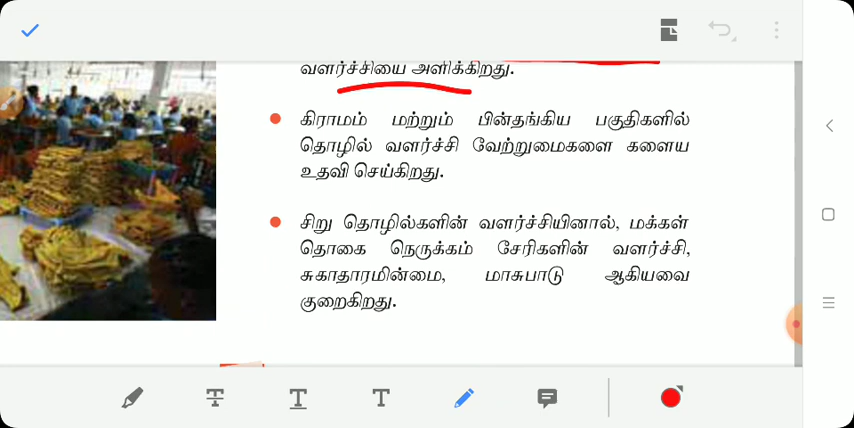 வளர்ச்சியை அளிக்கிறது.
கிராமம் மற்றும் பின்தங்கிய பகுதிகளில்
தொழில் வளர்ச்சி வேற்றுமைகளை களைய
உதவி செய்கிறது.
சிறு தொழில்களின் வளர்ச்சியினால், மக்கள்
தொகை நெருக்கம் சேரிகளின் வளர்ச்சி,
சுகாதாரமின்மை, மாசுபாடு ஆகியவை
குறைகிறது.